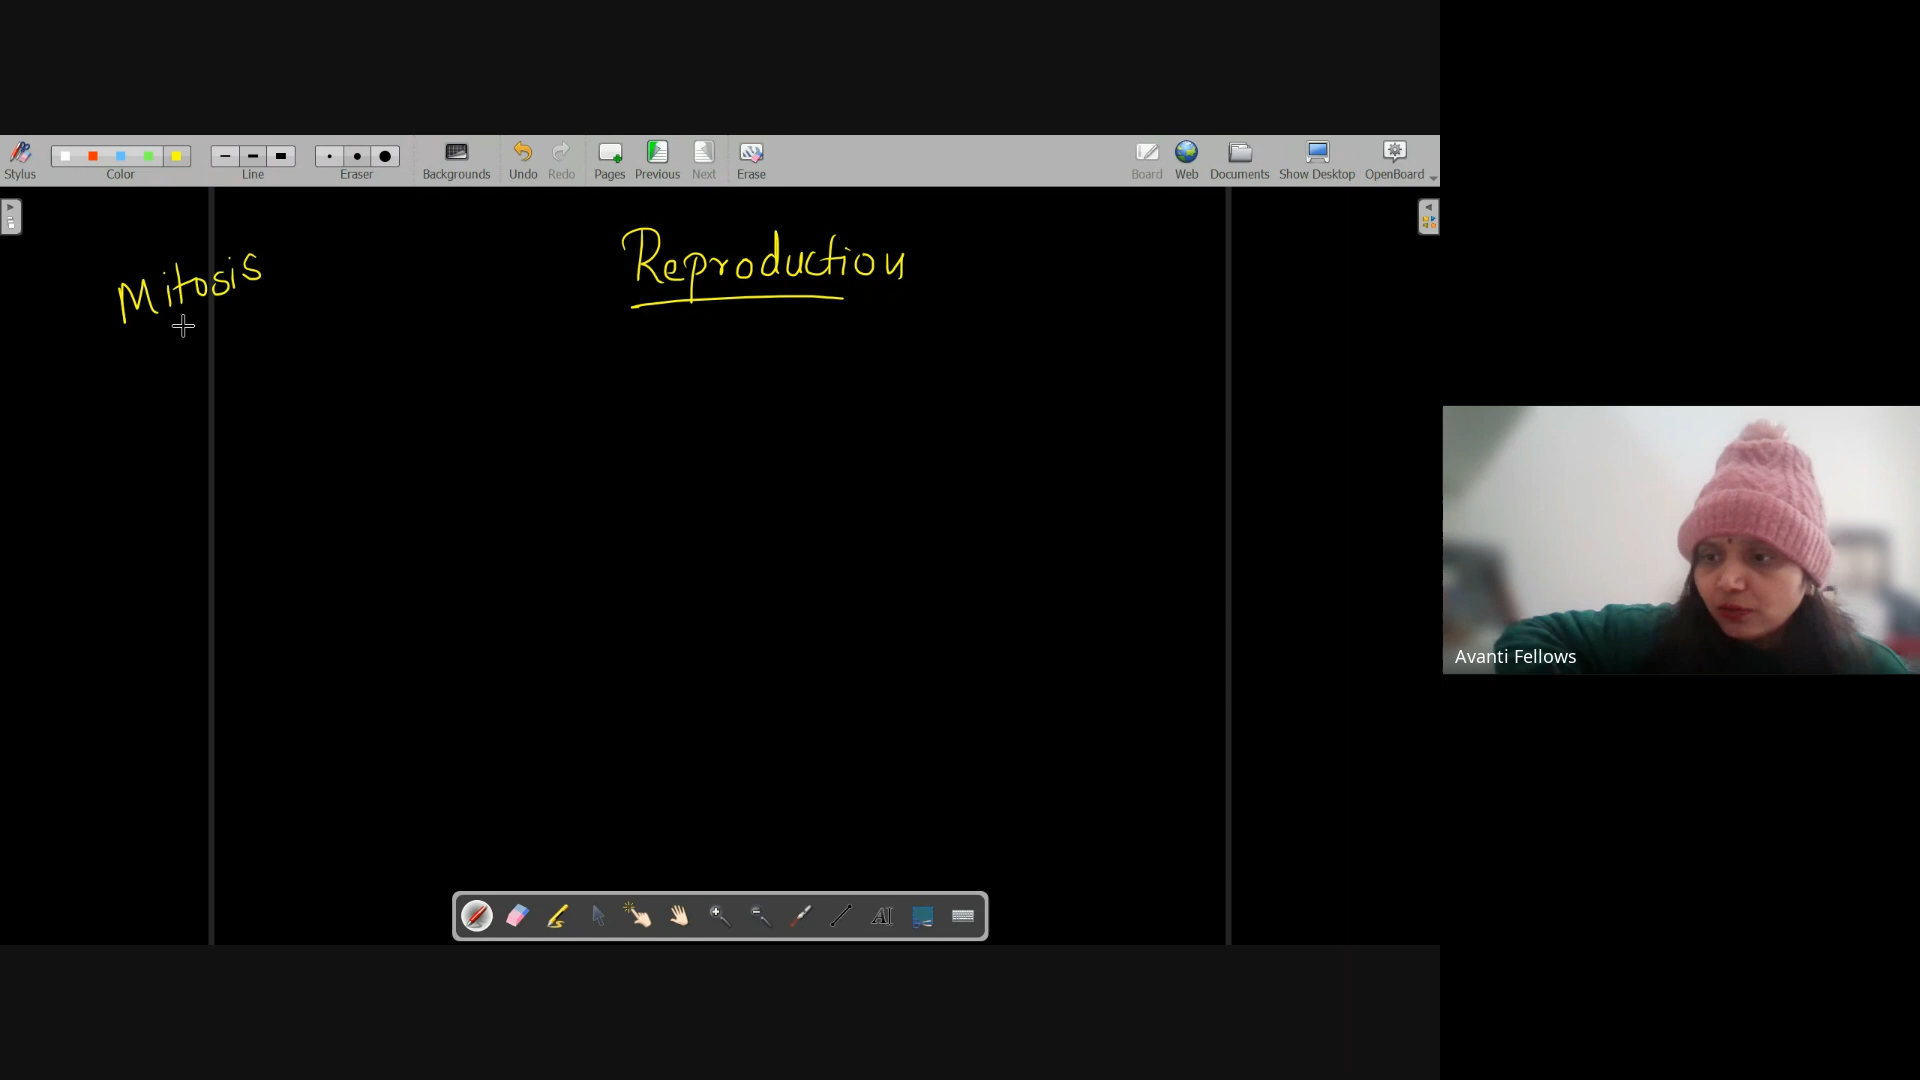 Stylus Color Line Eraser Backgrounds Undo Redo Pages Previous Next Erase Board Web Documents Show Desktop OpenBoard
Reproduction
Mitosis
Avanti Fellows
AI